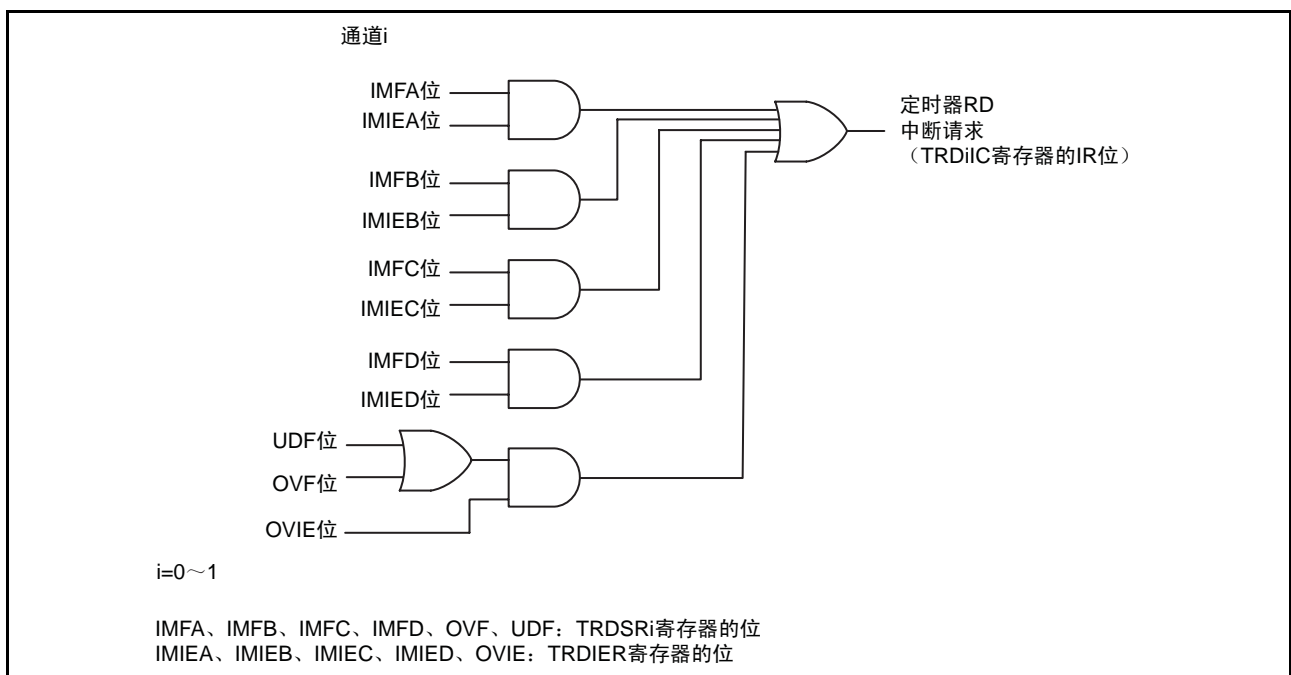 通道i
IMFA位
IMIEA位
定时器RD
中断请求
（TRDiIC寄存器的IR位）
IMFB位
IMIEB位
IMFC位
IMIEC位
IMFD位
IMIED位
UDF位
OVF位
OVIE位
i=0～1
IMFA、IMFB、IMFC、IMFD、OVF、UDF：TRDSRi寄存器的位
IMIEA、IMIEB、IMIEC、IMIED、OVIE：TRDIER寄存器的位